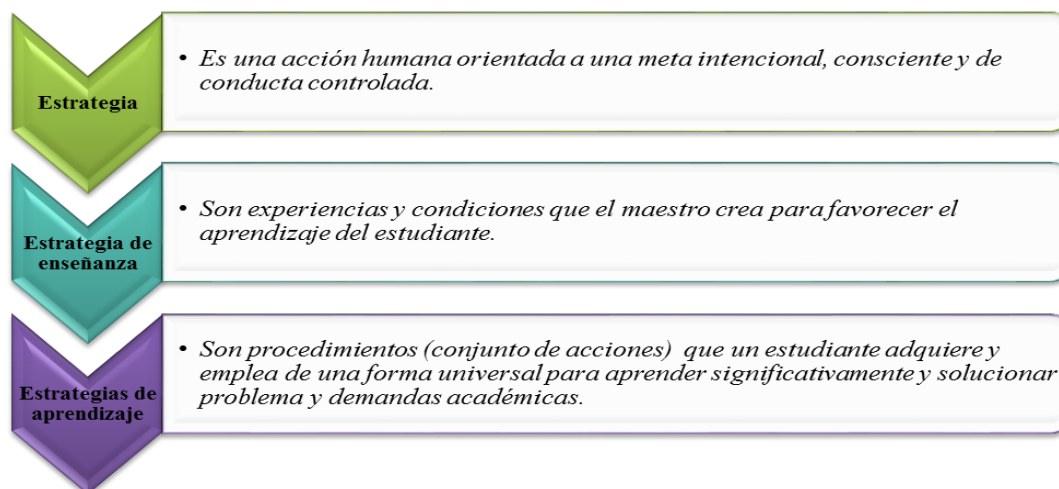 Estrategia
• Es una acción humana orientada a una meta intencional, consciente y de
conducta controlada.
Estrategia de
enseñanza
• Son experiencias y condiciones que el maestro crea para favorecer el
aprendizaje del estudiante.
Estrategias de
aprendizaje
• Son procedimientos (conjunto de acciones) que un estudiante adquiere y
emplea de una forma universal para aprender significativamente y solucionar
problema y demandas académicas.